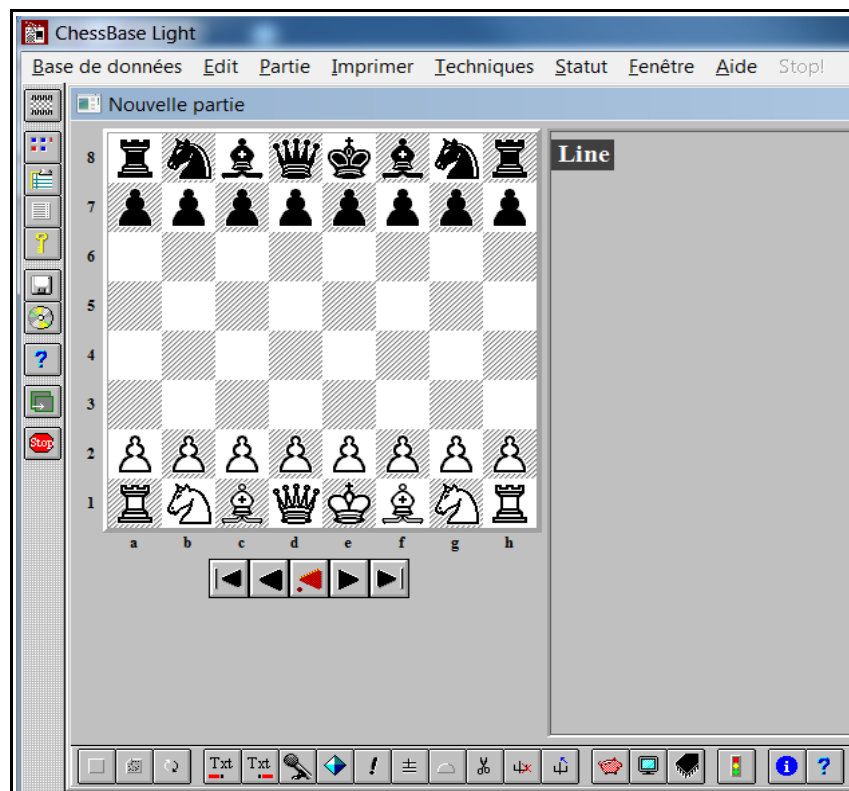 ChessBase Light
Base de données Edit Partie Imprimer Techniques Statut Fenêtre Aide Stop!
Nouvelle partie
Line
8
7
6
5
4
3
2
1
a b c d e f g h
?
Stop
Txt Txt ! ± i ?